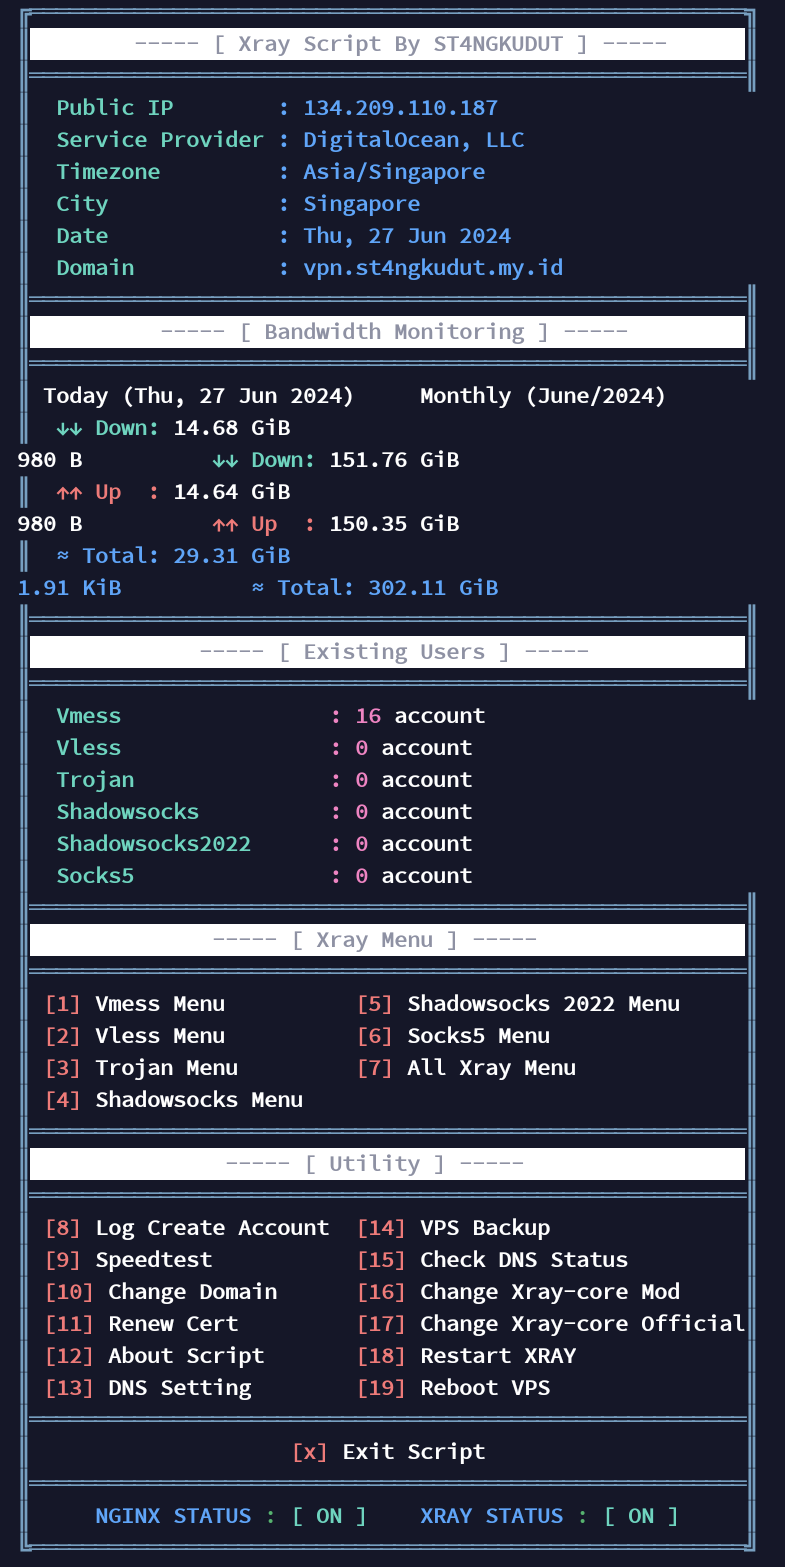 ----- [ Xray Script By ST4NGKUDUT ] -----
Public IP : 134.209.110.187
Service Provider : DigitalOcean, LLC
Timezone : Asia/Singapore
City : Singapore
Date : Thu, 27 Jun 2024
Domain : vpn.st4ngkudut.my.id
----- [ Bandwidth Monitoring ] -----
Today (Thu, 27 Jun 2024) Monthly (June/2024)
↓↓ Down: 14.68 GiB
980 B ↓↓ Down: 151.76 GiB
↑↑ Up : 14.64 GiB
980 B ↑↑ Up : 150.35 GiB
≈ Total: 29.31 GiB
1.91 KiB ≈ Total: 302.11 GiB
----- [ Existing Users ] -----
Vmess : 16 account
Vless : 0 account
Trojan : 0 account
Shadowsocks : 0 account
Shadowsocks2022 : 0 account
Socks5 : 0 account
----- [ Xray Menu ] -----
[1] Vmess Menu [5] Shadowsocks 2022 Menu
[2] Vless Menu [6] Socks5 Menu
[3] Trojan Menu [7] All Xray Menu
[4] Shadowsocks Menu
----- [ Utility ] -----
[8] Log Create Account [14] VPS Backup
[9] Speedtest [15] Check DNS Status
[10] Change Domain [16] Change Xray-core Mod
[11] Renew Cert [17] Change Xray-core Official
[12] About Script [18] Restart XRAY
[13] DNS Setting [19] Reboot VPS
[x] Exit Script
NGINX STATUS : [ ON ] XRAY STATUS : [ ON ]